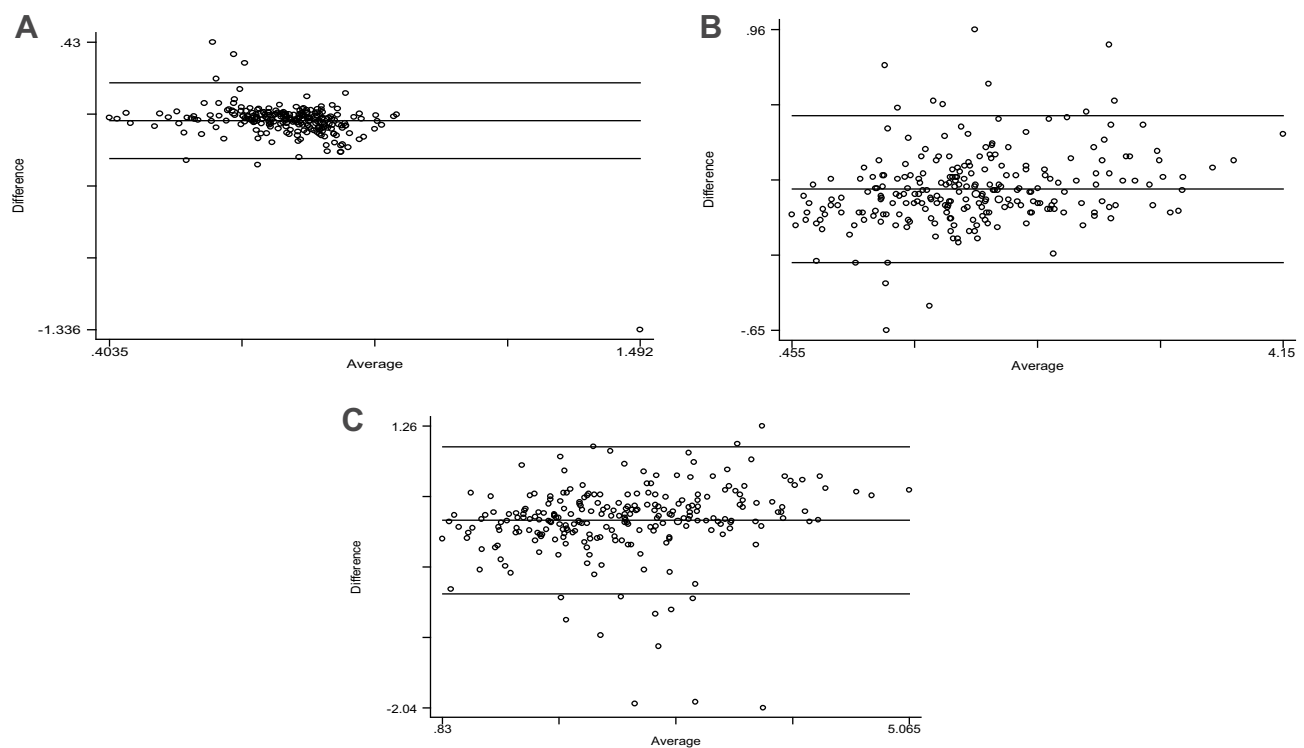 A
.43
Difference
-1.336
.4035
1.492
Average
B
.96
Difference
-.65
.455
4.15
Average
C
1.26
Difference
-2.04
.83
5.065
Average